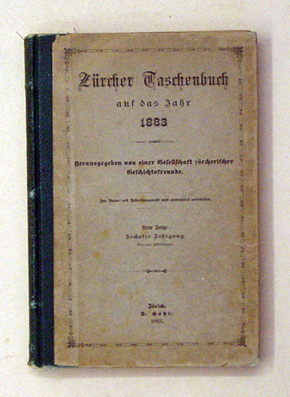 Zürcher Taschenbuch
auf das Jahr
1883
Herausgegeben von einer Gesellschaft zürcherischer
Geschichtsfreunde.
Neue Folge
Sechster Jahrgang
Zürich.
S. Höhr.
1883.